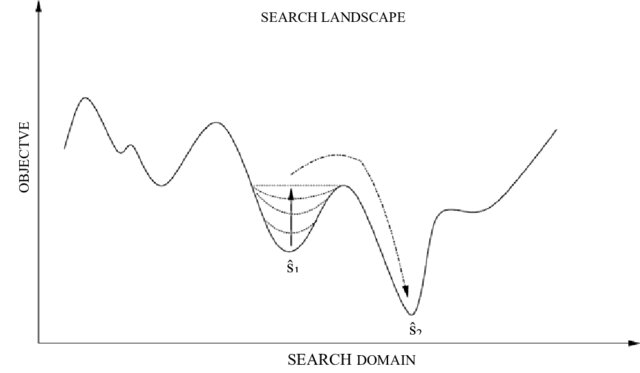 SEARCH LANDSCAPE
OBJECTVE
ŝ₁
ŝ₂
SEARCH DOMAIN